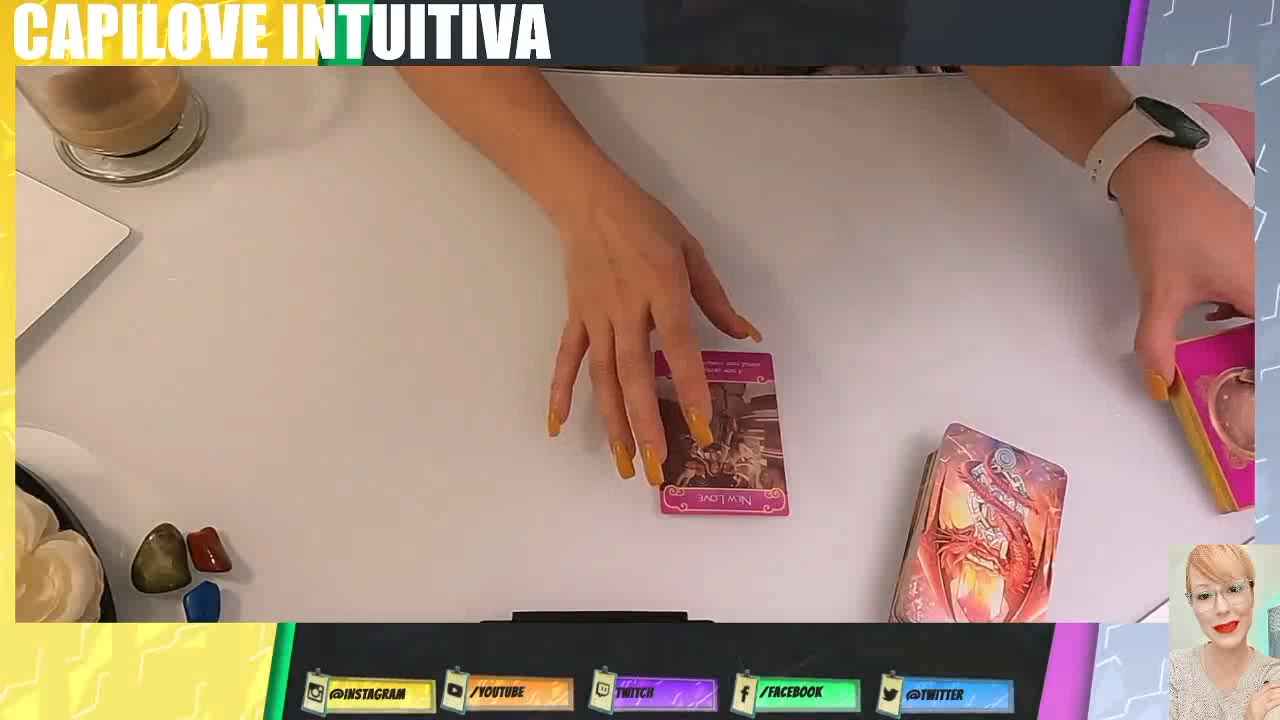 CAPILOVE INTUITIVA
NEW LOVE
@INSTAGRAM
/YOUTUBE
TWITCH
/FACEBOOK
@TWITTER